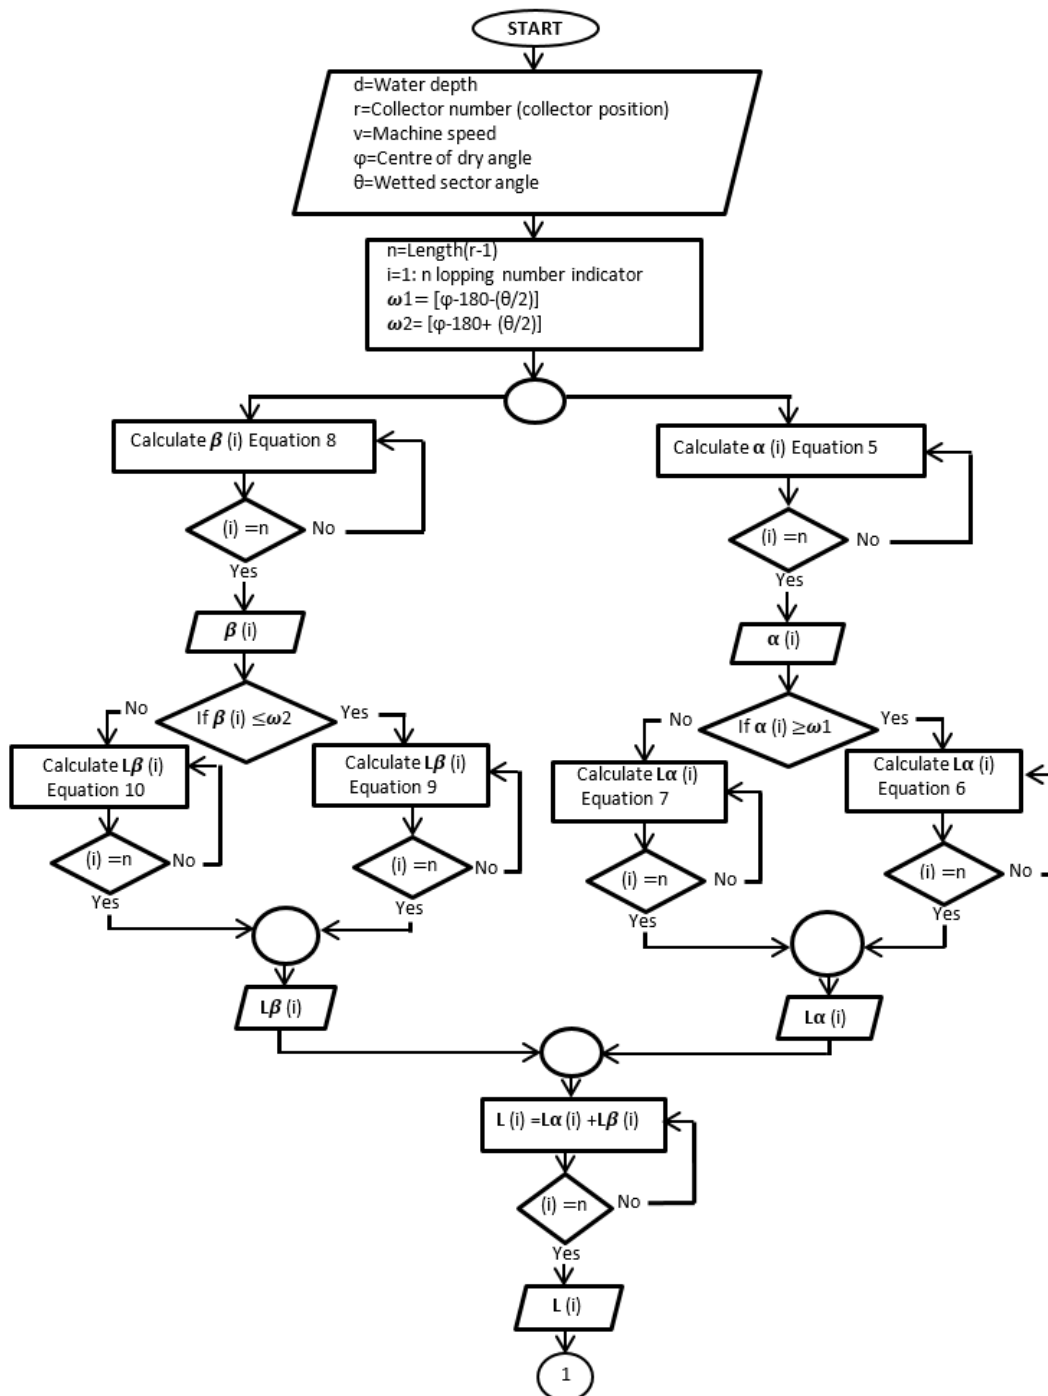 START
d=Water depth
r=Collector number (collector position)
v=Machine speed
φ=Centre of dry angle
θ=Wetted sector angle
n=Length(r-1)
i=1: n lopping number indicator
ω1= [φ-180-(θ/2)]
ω2= [φ-180+ (θ/2)]
Calculate β (i) Equation 8
(i) =n
No
Yes
β (i)
If β (i) ≤ω2
No
Yes
Calculate Lβ (i)
Equation 10
(i) =n
No
Yes
Calculate Lβ (i)
Equation 9
(i) =n
No
Yes
Lβ (i)
Calculate α (i) Equation 5
(i) =n
No
Yes
α (i)
If α (i) ≥ω1
No
Yes
Calculate Lα (i)
Equation 7
(i) =n
No
Yes
Calculate Lα (i)
Equation 6
(i) =n
No
Yes
Lα (i)
L (i) =Lα (i) +Lβ (i)
(i) =n
No
Yes
L (i)
1